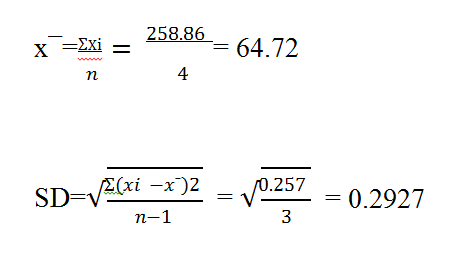 x¯=Σxi = 258.86 = 64.72
n 4
SD=√Σ(xi −x¯)2 = √0.257 = 0.2927
n−1 3